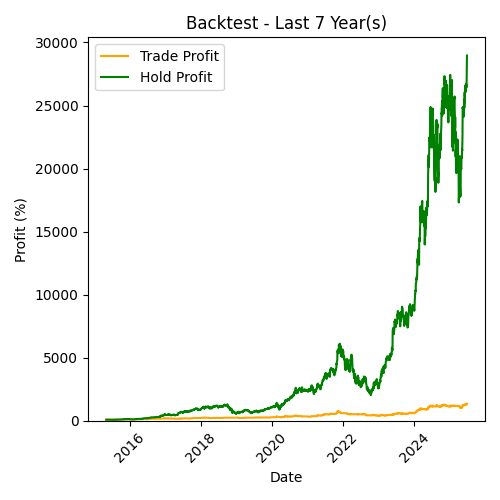 Backtest - Last 7 Year(s)
Trade Profit
Hold Profit
Profit (%)
30000
25000
20000
15000
10000
5000
0
2016
2018
2020
2022
2024
Date